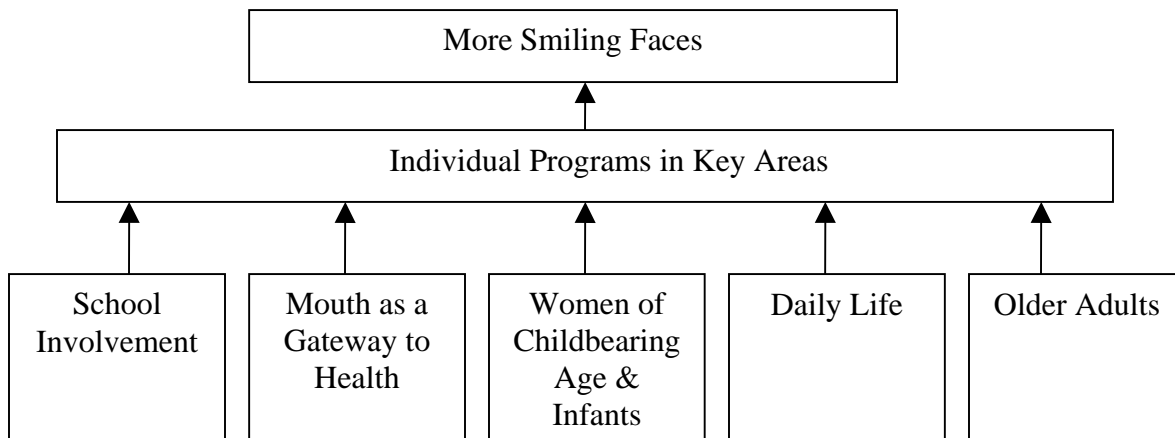 More Smiling Faces
Individual Programs in Key Areas
School
Involvement
Mouth as a
Gateway to
Health
Women of
Childbearing
Age &
Infants
Daily Life
Older Adults